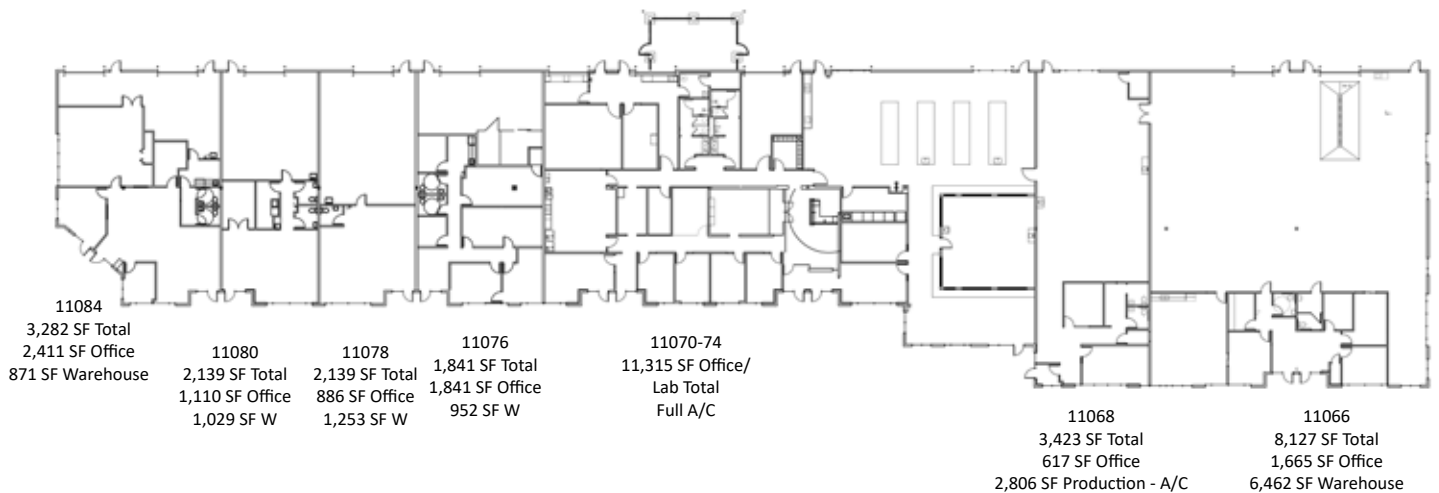 11084
3,282 SF Total
2,411 SF Office
871 SF Warehouse
11080
2,139 SF Total
1,110 SF Office
1,029 SF W
11078
2,139 SF Total
886 SF Office
1,253 SF W
11076
1,841 SF Total
1,841 SF Office
952 SF W
11070-74
11,315 SF Office/
Lab Total
Full A/C
11068
3,423 SF Total
617 SF Office
2,806 SF Production - A/C
11066
8,127 SF Total
1,665 SF Office
6,462 SF Warehouse